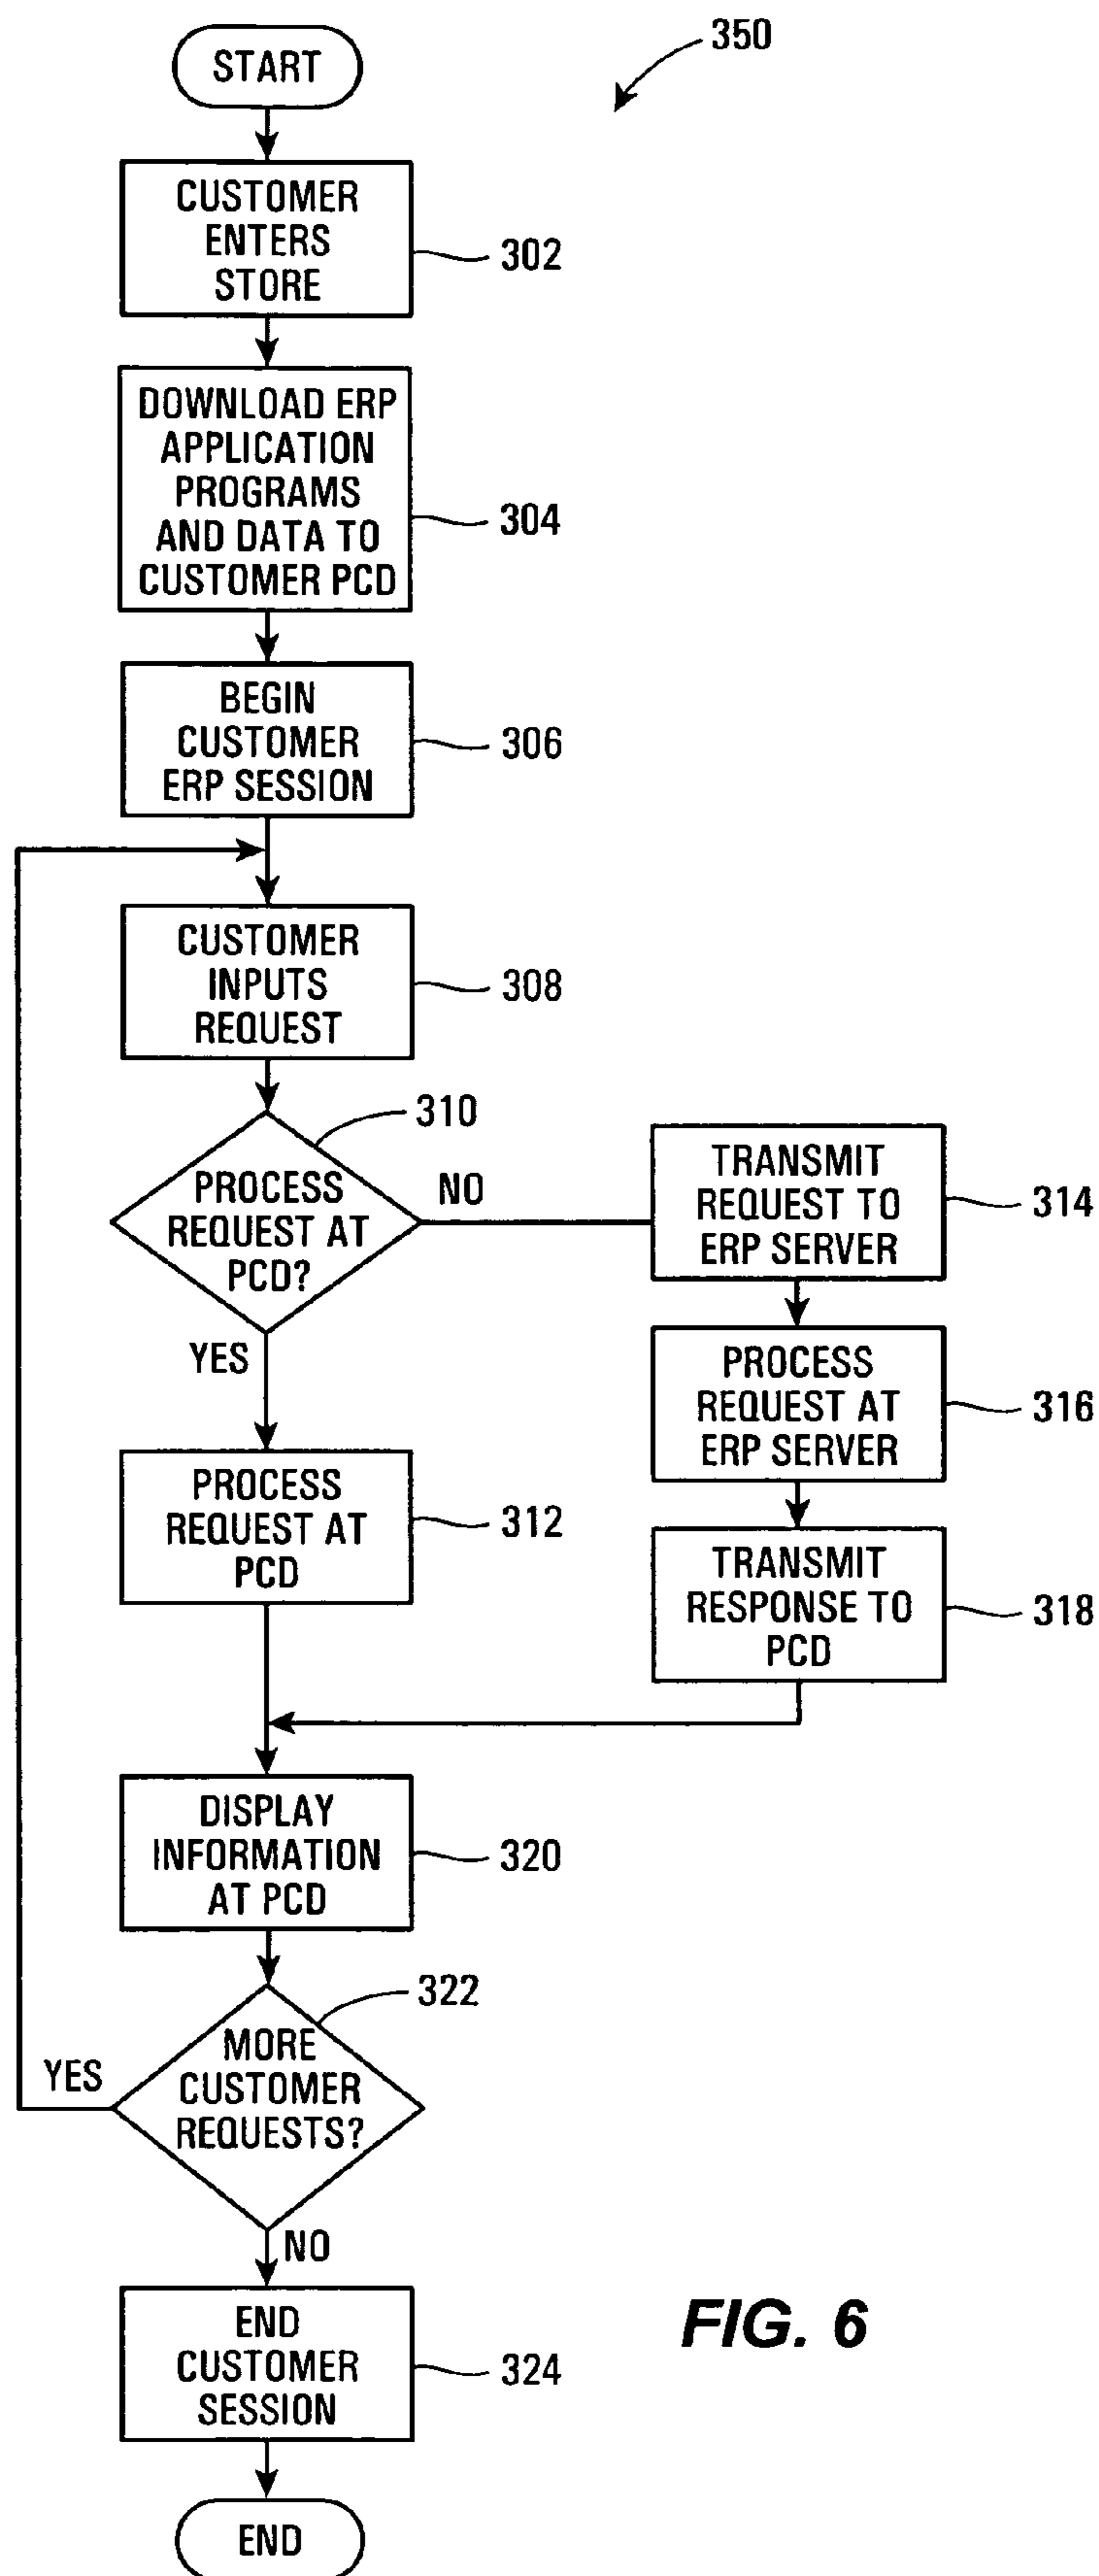 START
350
CUSTOMER
ENTERS
STORE
302
DOWNLOAD ERP
APPLICATION
PROGRAMS
AND DATA TO
CUSTOMER PCD
304
BEGIN
CUSTOMER
ERP SESSION
306
CUSTOMER
INPUTS
REQUEST
308
310
PROCESS
REQUEST AT
PCD?
NO
YES
TRANSMIT
REQUEST TO
ERP SERVER
314
PROCESS
REQUEST AT
ERP SERVER
316
PROCESS
REQUEST AT
PCD
312
TRANSMIT
RESPONSE TO
PCD
318
DISPLAY
INFORMATION
AT PCD
320
322
MORE
CUSTOMER
REQUESTS?
YES
NO
END
CUSTOMER
SESSION
324
FIG. 6
END